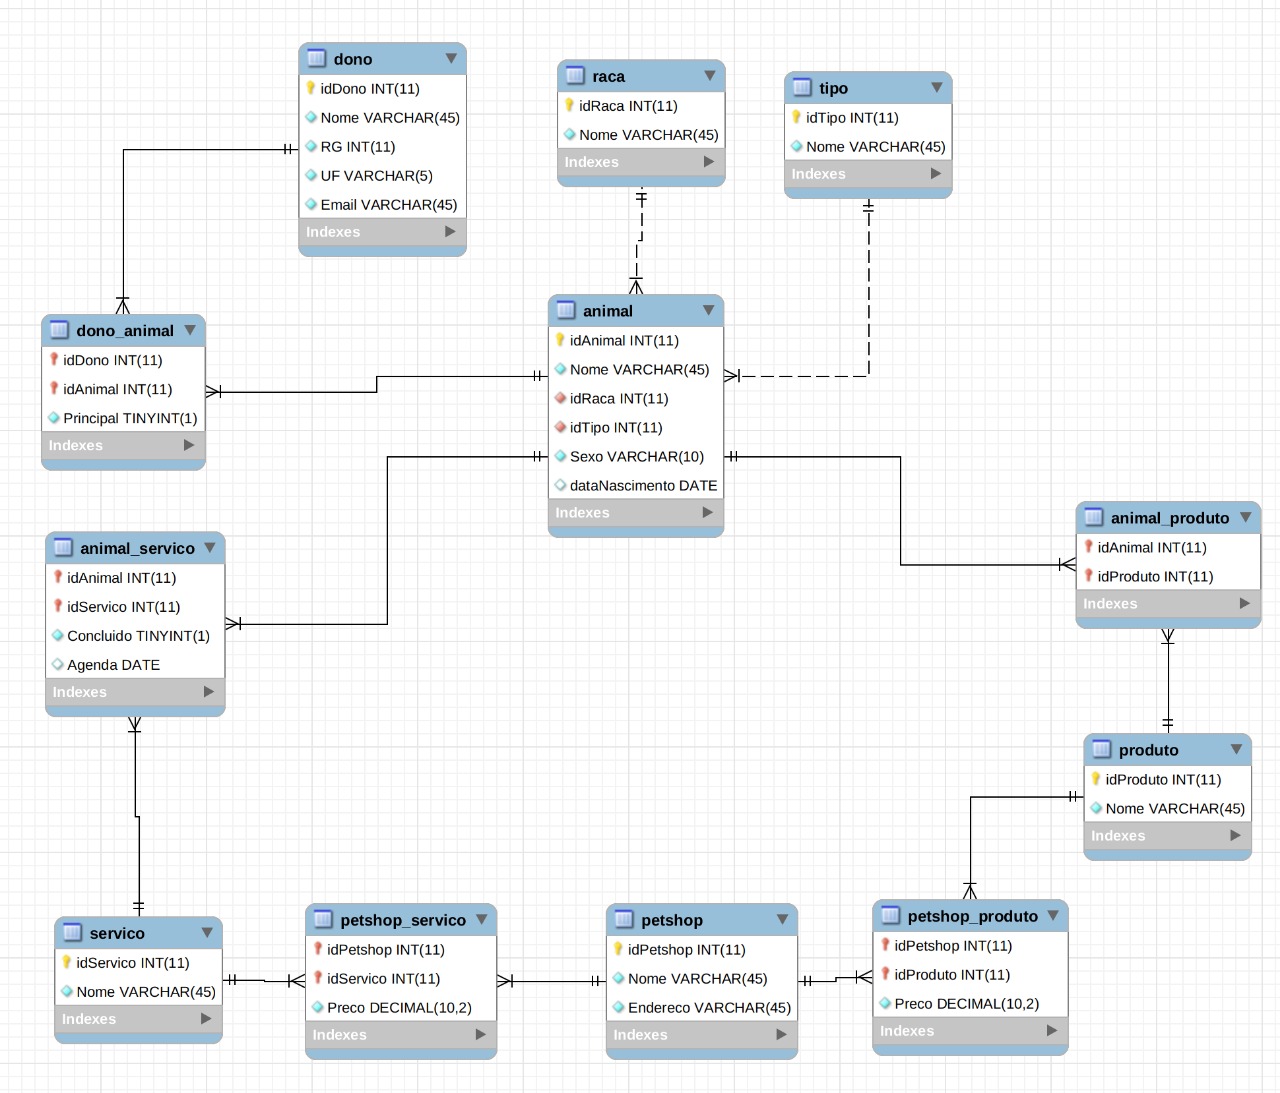 dono
idDono INT(11)
Nome VARCHAR(45)
RG INT(11)
UF VARCHAR(5)
Email VARCHAR(45)
Indexes
raca
idRaca INT(11)
Nome VARCHAR(45)
Indexes
tipo
idTipo INT(11)
Nome VARCHAR(45)
Indexes
dono_animal
idDono INT(11)
idAnimal INT(11)
Principal TINYINT(1)
Indexes
animal
idAnimal INT(11)
Nome VARCHAR(45)
idRaca INT(11)
idTipo INT(11)
Sexo VARCHAR(10)
dataNascimento DATE
Indexes
animal_servico
idAnimal INT(11)
idServico INT(11)
Concluido TINYINT(1)
Agenda DATE
Indexes
animal_produto
idAnimal INT(11)
idProduto INT(11)
Indexes
produto
idProduto INT(11)
Nome VARCHAR(45)
Indexes
servico
idServico INT(11)
Nome VARCHAR(45)
Indexes
petshop_servico
idPetshop INT(11)
idServico INT(11)
Preco DECIMAL(10,2)
Indexes
petshop
idPetshop INT(11)
Nome VARCHAR(45)
Endereco VARCHAR(45)
Indexes
petshop_produto
idPetshop INT(11)
idProduto INT(11)
Preco DECIMAL(10,2)
Indexes